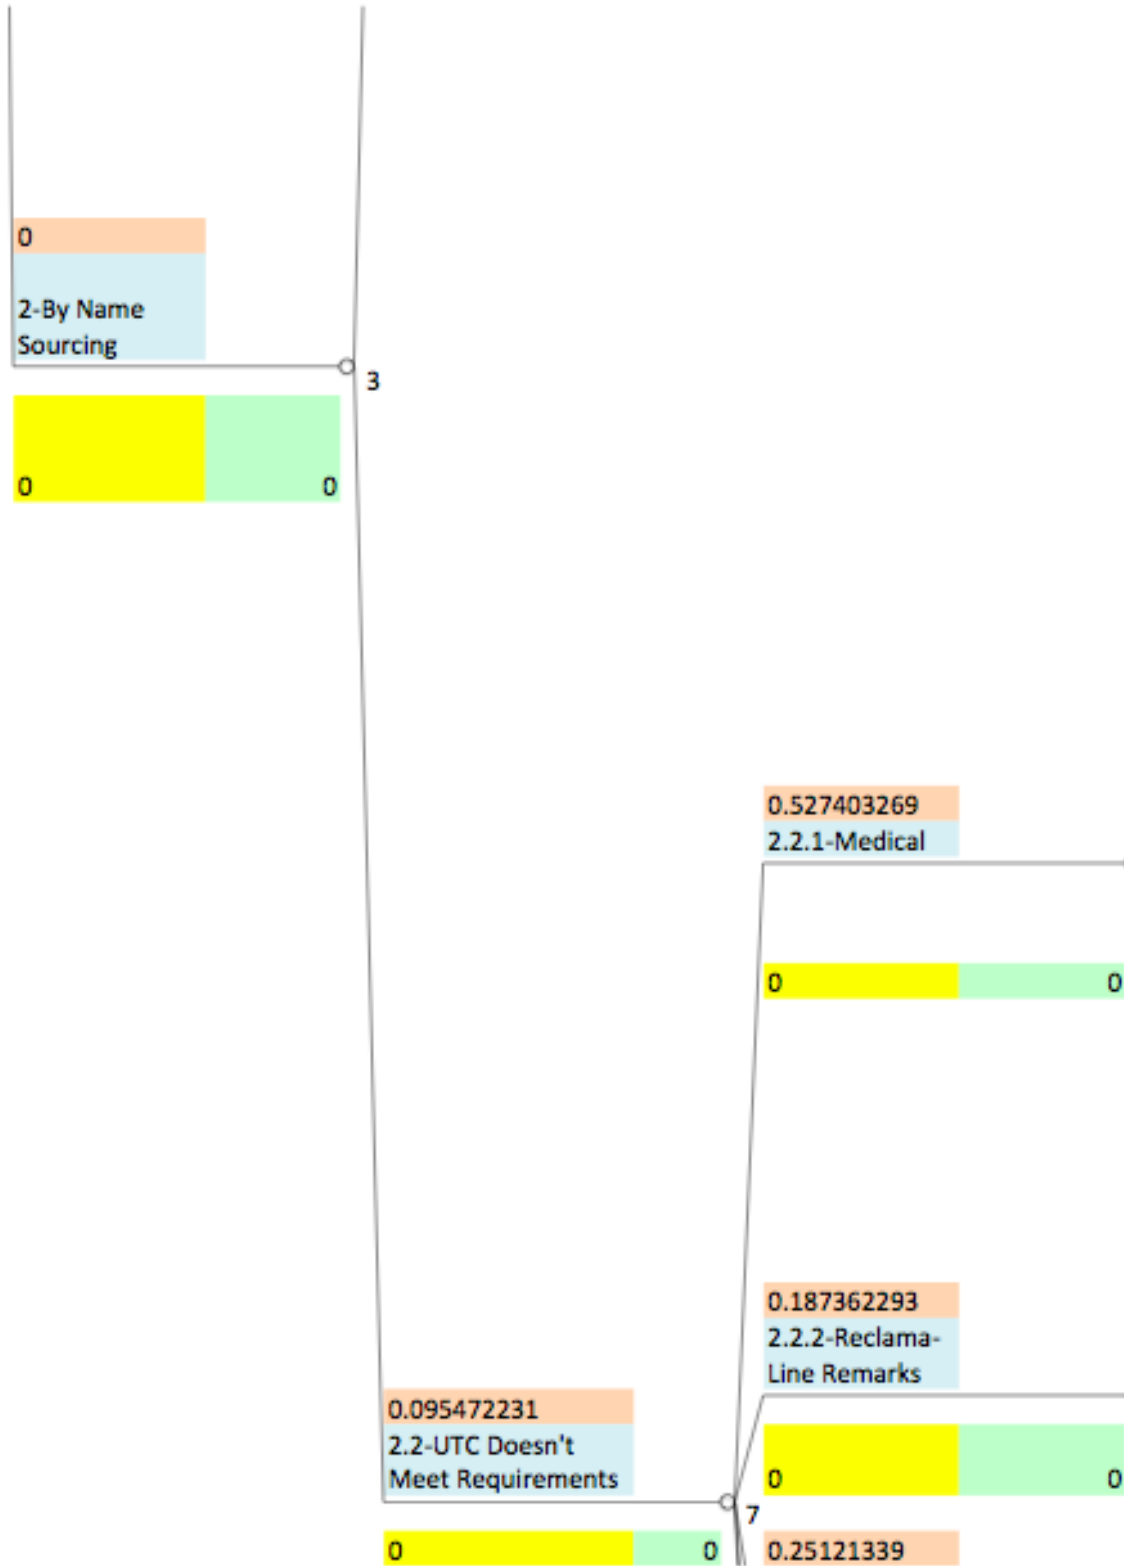 0
2-By Name
Sourcing
3
0 0
0.527403269
2.2.1-Medical
0 0
0.187362293
2.2.2-Reclama-
Line Remarks
0 0
0.095472231
2.2-UTC Doesn't
Meet Requirements
7
0 0
0.25121339